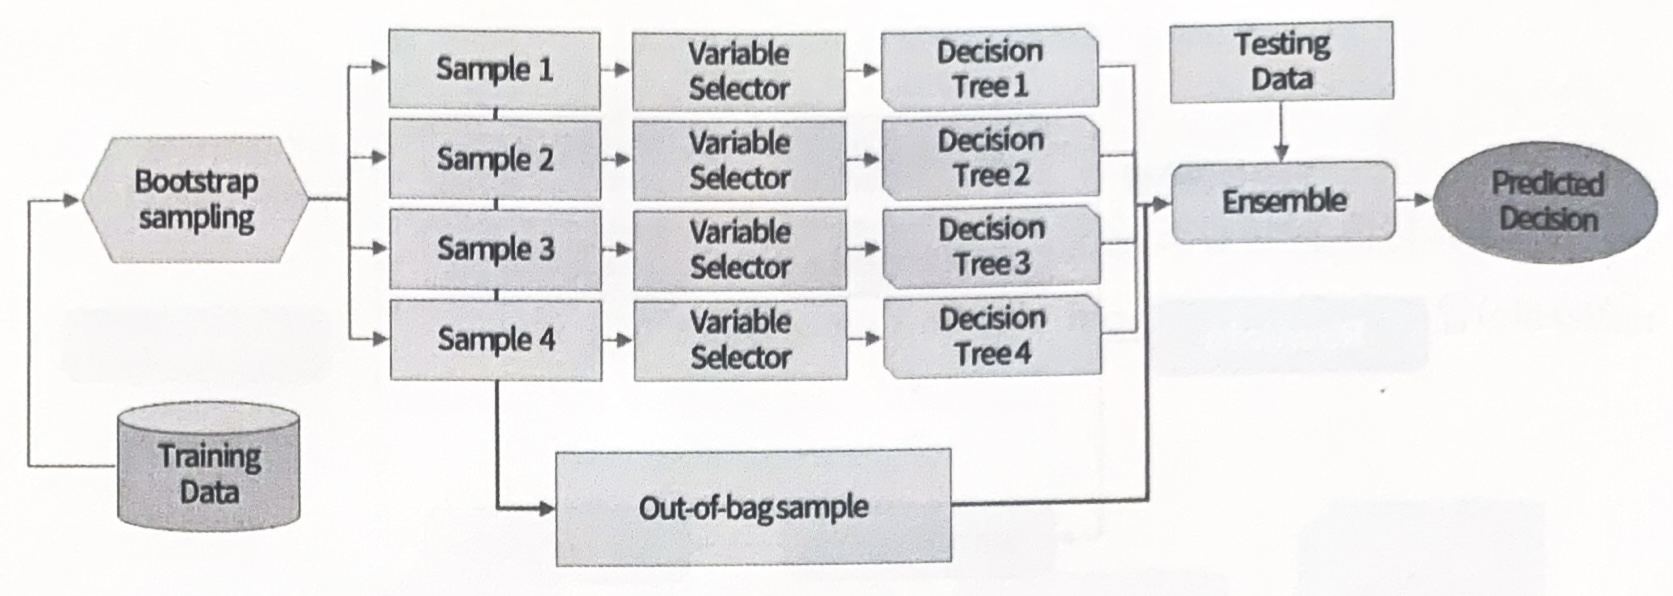 Bootstrap
sampling
Training
Data
Sample 1
Variable
Selector
Decision
Tree 1
Sample 2
Variable
Selector
Decision
Tree 2
Sample 3
Variable
Selector
Decision
Tree 3
Sample 4
Variable
Selector
Decision
Tree 4
Out-of-bag sample
Testing
Data
Ensemble
Predicted
Decision